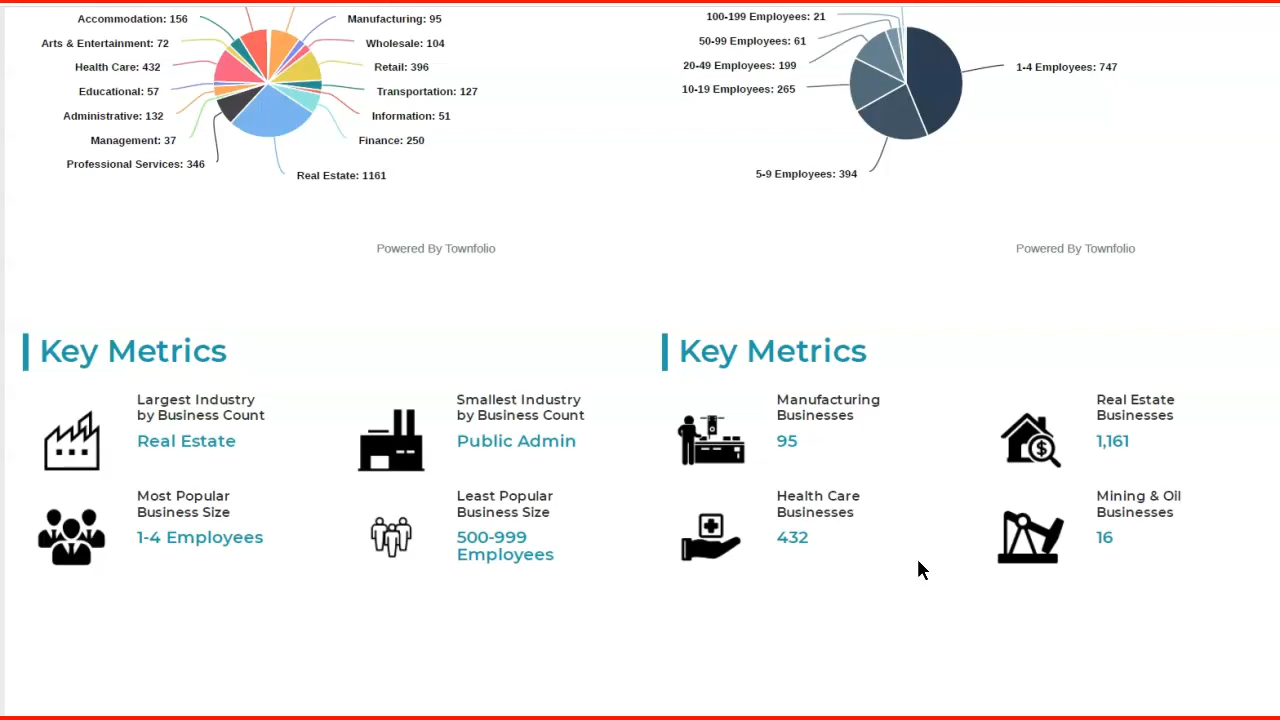 Accommodation: 156
Arts & Entertainment: 72
Health Care: 432
Educational: 57
Administrative: 132
Management: 37
Professional Services: 346
Manufacturing: 95
Wholesale: 104
Retail: 396
Transportation: 127
Information: 51
Finance: 250
Real Estate: 1161
Powered By Townfolio
100-199 Employees: 21
50-99 Employees: 61
20-49 Employees: 199
10-19 Employees: 265
1-4 Employees: 747
5-9 Employees: 394
Powered By Townfolio
Key Metrics
Largest Industry
by Business Count
Real Estate
Smallest Industry
by Business Count
Public Admin
Most Popular
Business Size
1-4 Employees
Least Popular
Business Size
500-999
Employees
Key Metrics
Manufacturing
Businesses
95
Real Estate
Businesses
1,161
Health Care
Businesses
432
Mining & Oil
Businesses
16